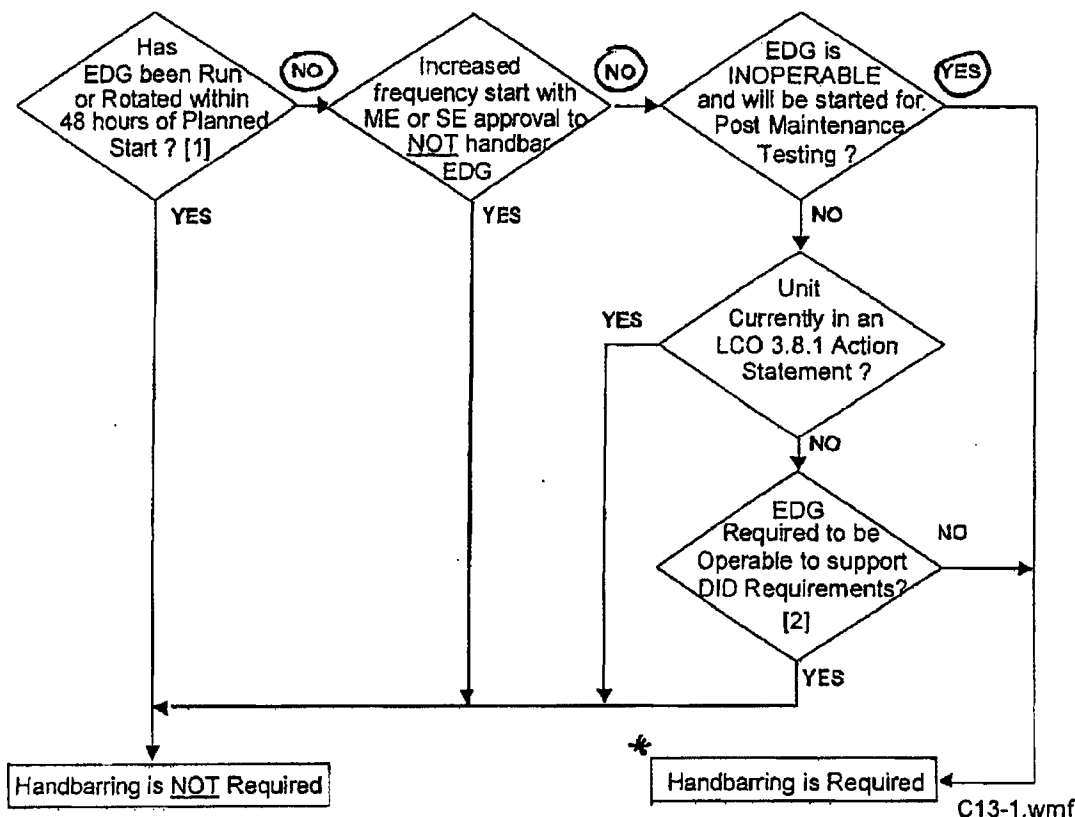 Has
EDG been Run
or Rotated within
48 hours of Planned
Start ? [1]
NO
YES
Increased
frequency start with
ME or SE approval to
NOT handbar
EDG
NO
YES
EDG is
INOPERABLE
and will be started for
Post Maintenance
Testing ?
YES
NO
Unit
Currently in an
LCO 3.8.1 Action
Statement ?
YES
NO
EDG
Required to be
Operable to support
DID Requirements?
[2]
NO
YES
Handbarring is NOT Required
*
Handbarring is Required
C13-1.wmf